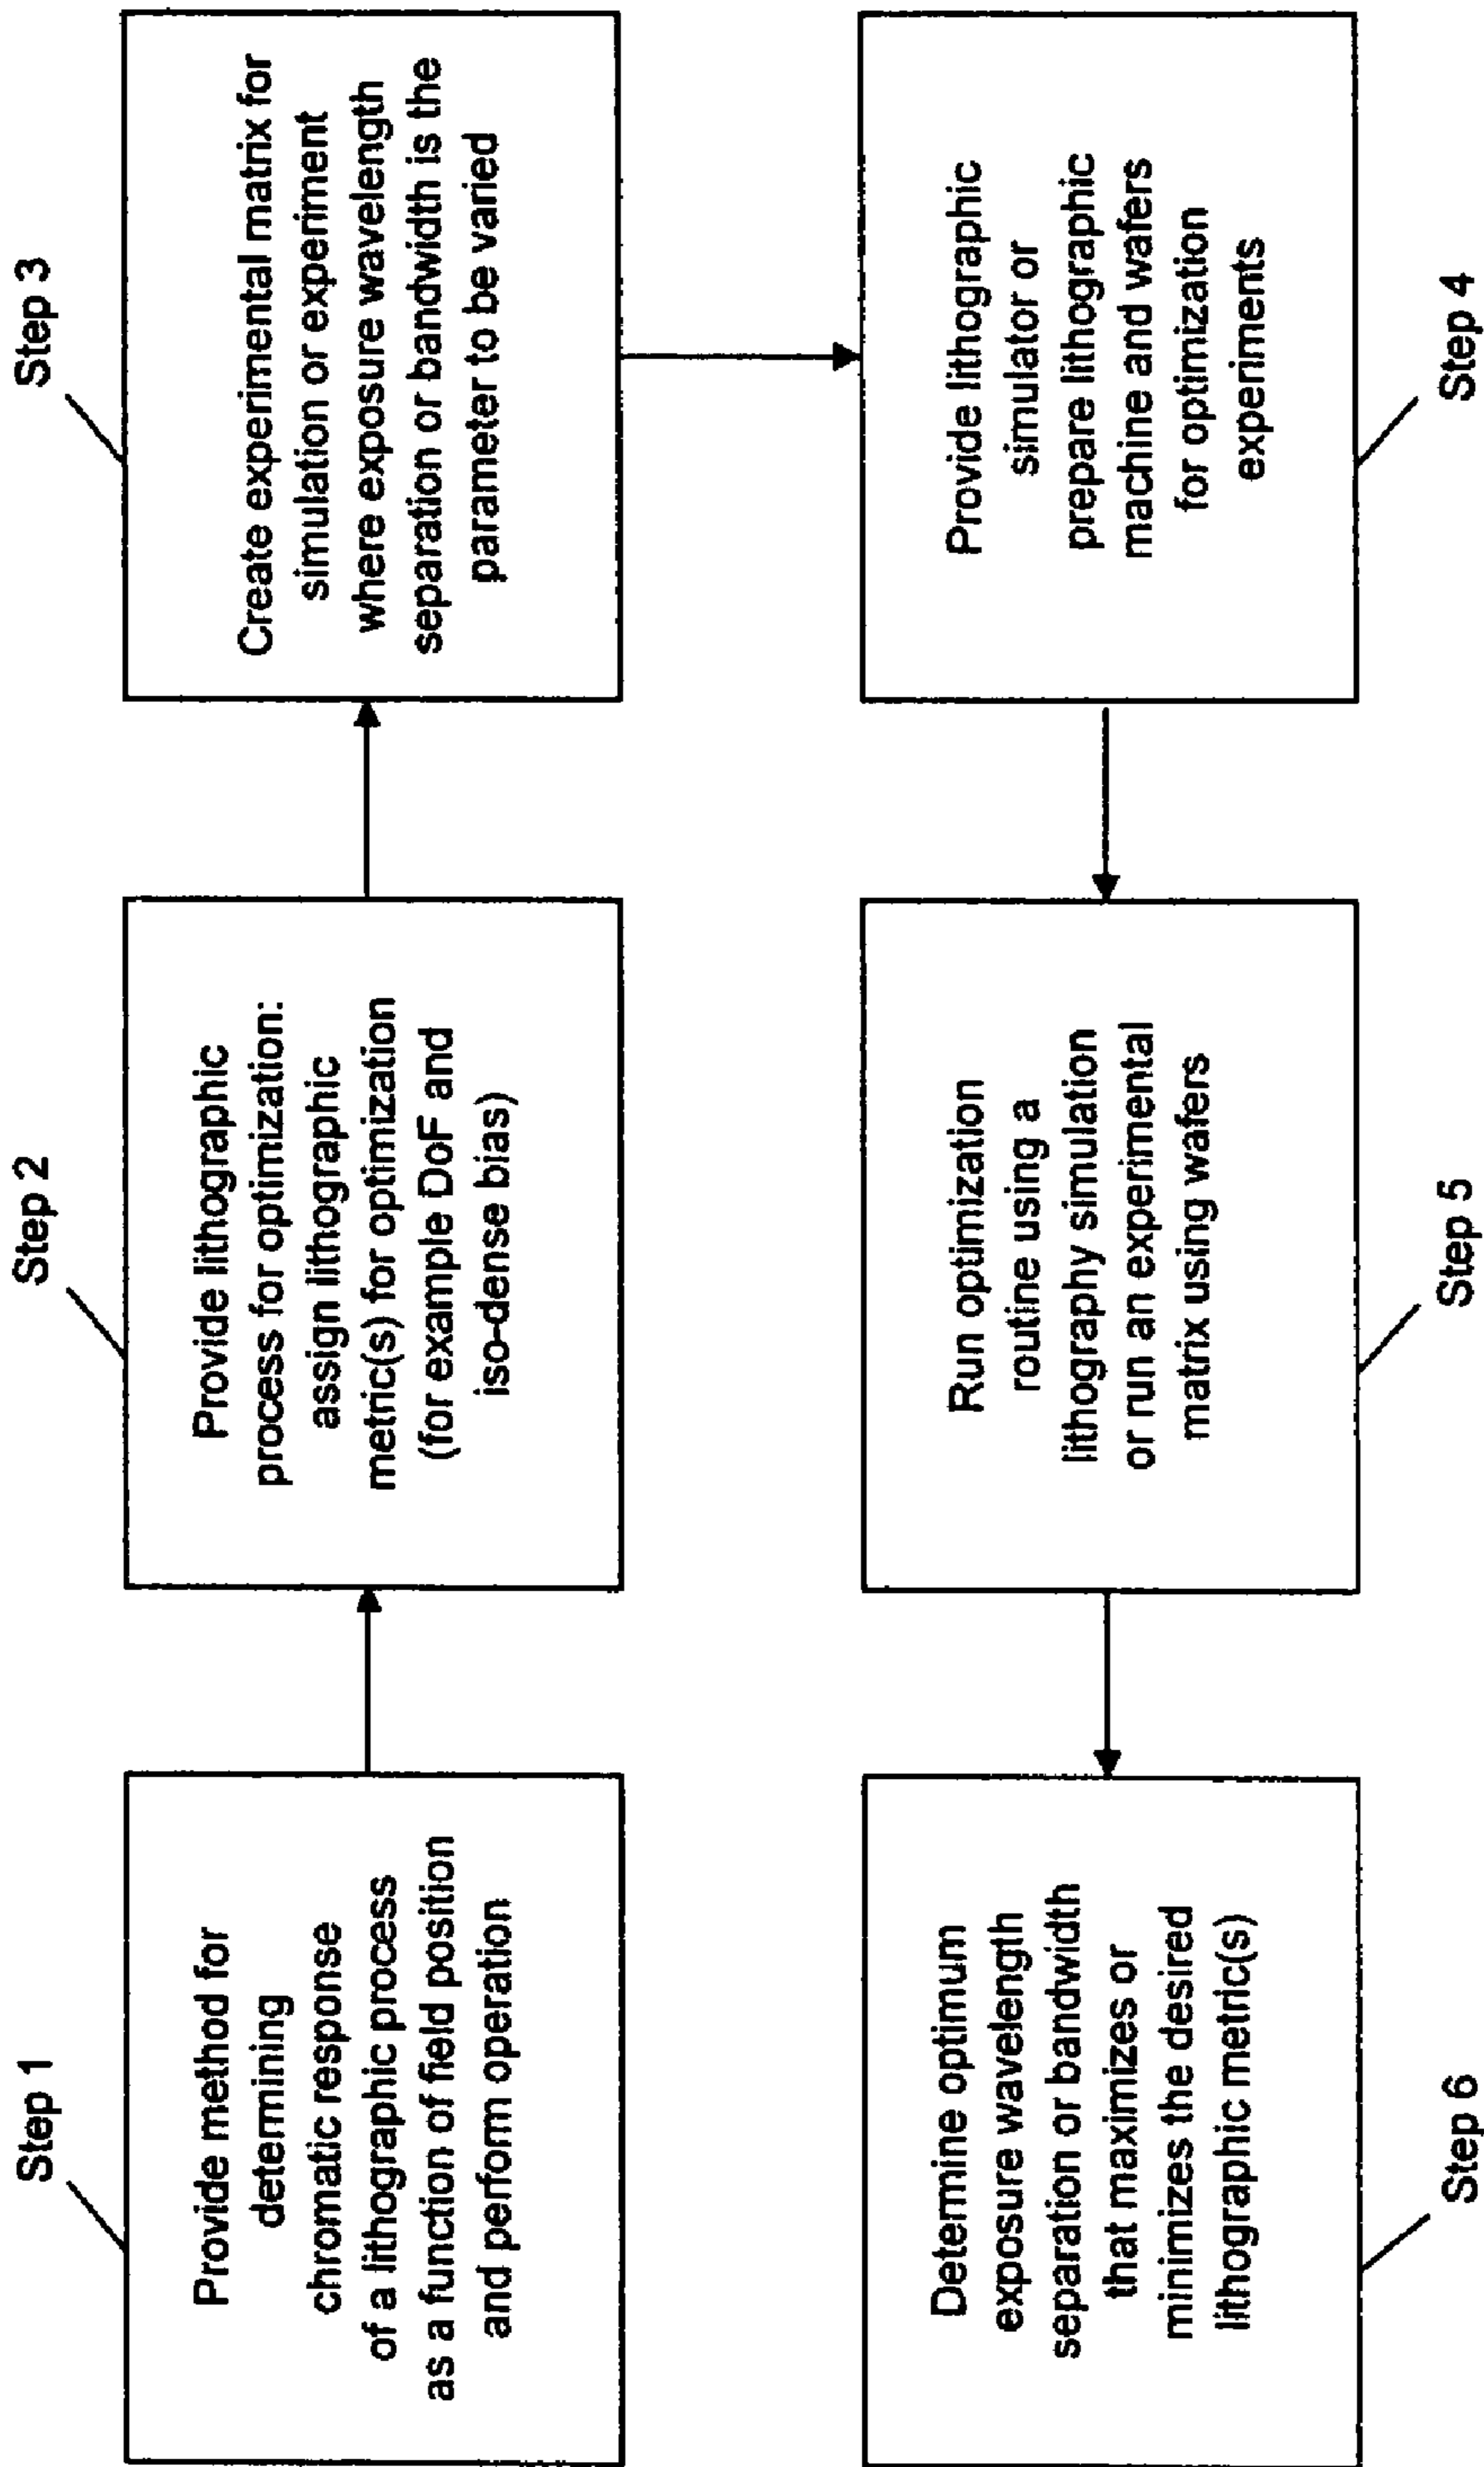 Step 1
Provide method for
determining
chromatic response
of a lithographic process
as a function of field position
and perfom operation
Step 2
Provide lithographic
process for optimization:
assign lithographic
metric(s) for optimization
(for example DoF and
iso-dense bias)
Step 3
Create experimental matrix for
simulation or experiment
where exposure wavelength
separation or bandwidth is the
parameter to be varied
Provide lithographic
simulator or
prepare lithographic
machine and wafers
for optimization
experiments
Step 4
Run optimization
routine using a
lithography simulation
or run an experimental
matrix using wafers
Step 5
Determine optimum
exposure wavelength
separation or bandwidth
that maximizes or
minimizes the desired
lithographic metric(s)
Step 6